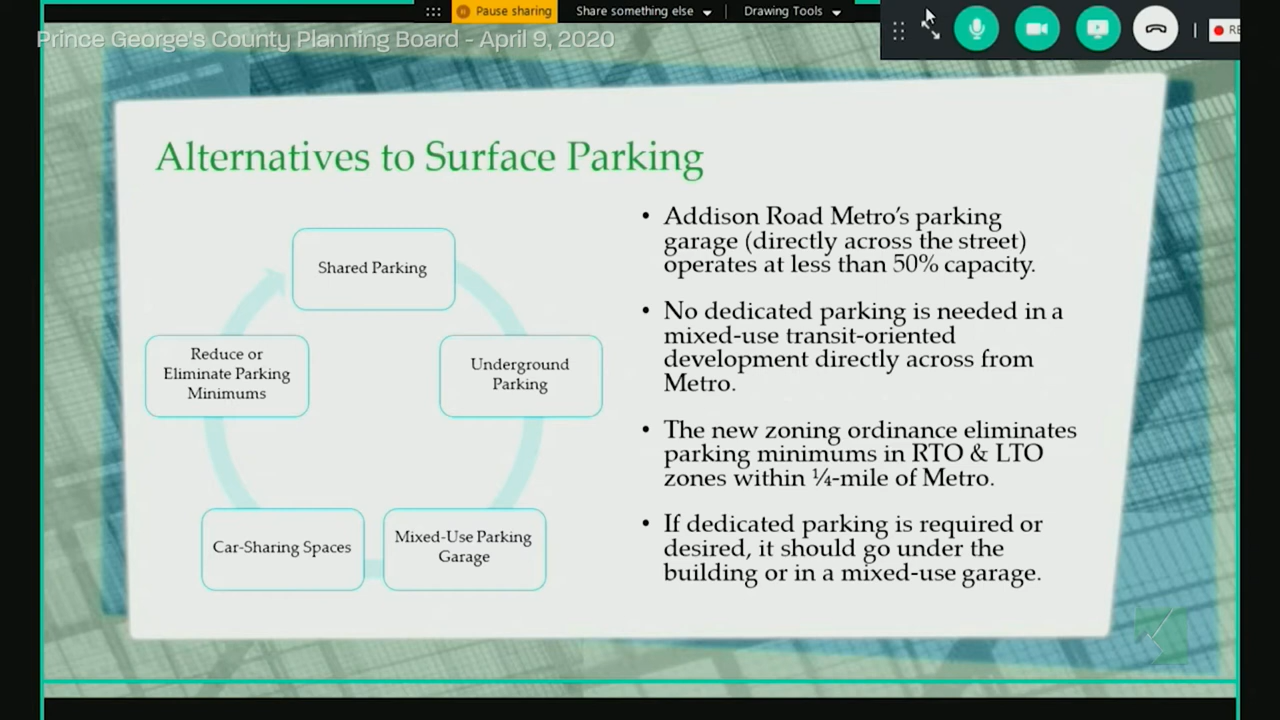 Pause sharing
Share something else
Drawing Tools
RE
Prince George's County Planning Board - April 9, 2020
Alternatives to Surface Parking
Shared Parking
Underground
Parking
Mixed-Use Parking
Garage
Car-Sharing Spaces
Reduce or
Eliminate Parking
Minimums
• Addison Road Metro’s parking
garage (directly across the street)
operates at less than 50% capacity.
• No dedicated parking is needed in a
mixed-use transit-oriented
development directly across from
Metro.
• The new zoning ordinance eliminates
parking minimums in RTO & LTO
zones within ¼-mile of Metro.
• If dedicated parking is required or
desired, it should go under the
building or in a mixed-use garage.